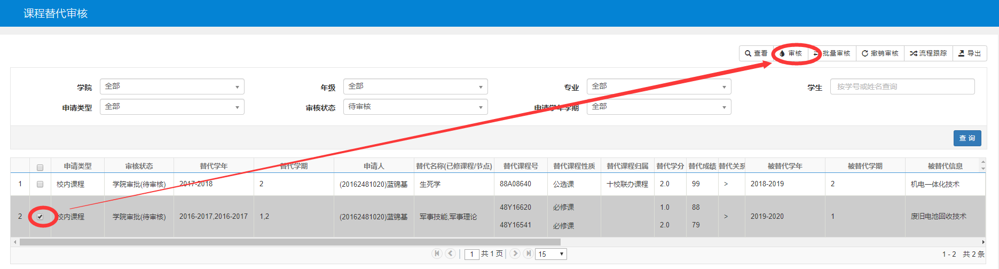 课程替代审核
查看 审核 批量审核 撤销审核 流程跟踪 导出
学院 全部 年级 全部 专业 全部 学生 按学号或姓名查询
申请类型 全部 审核状态 待审核 申请学年学期 全部
查 询
申请类型 审核状态 替代学年 替代学期 申请人 替代名称(已修课程/节点) 替代课程号 替代课程性质 替代课程归属 替代学分 替代成绩 替代关系 被替代学年 被替代学期 被替代信息
1 校内课程 学院审批(待审核) 2017-2018 2 (20162481020)蓝锦基 生死学 88A08640 公选课 十校联办课程 2.0 99 > 2018-2019 2 机电一体化技术
2 校内课程 学院审批(待审核) 2016-2017,2016-2017 1,2 (20162481020)蓝锦基 军事技能,军事理论 48Y16620 必修课 1.0 88 > 2019-2020 1 废旧电池回收技术
48Y16541 必修课 2.0 79
1 共 1 页 15 1 - 2 共 2 条